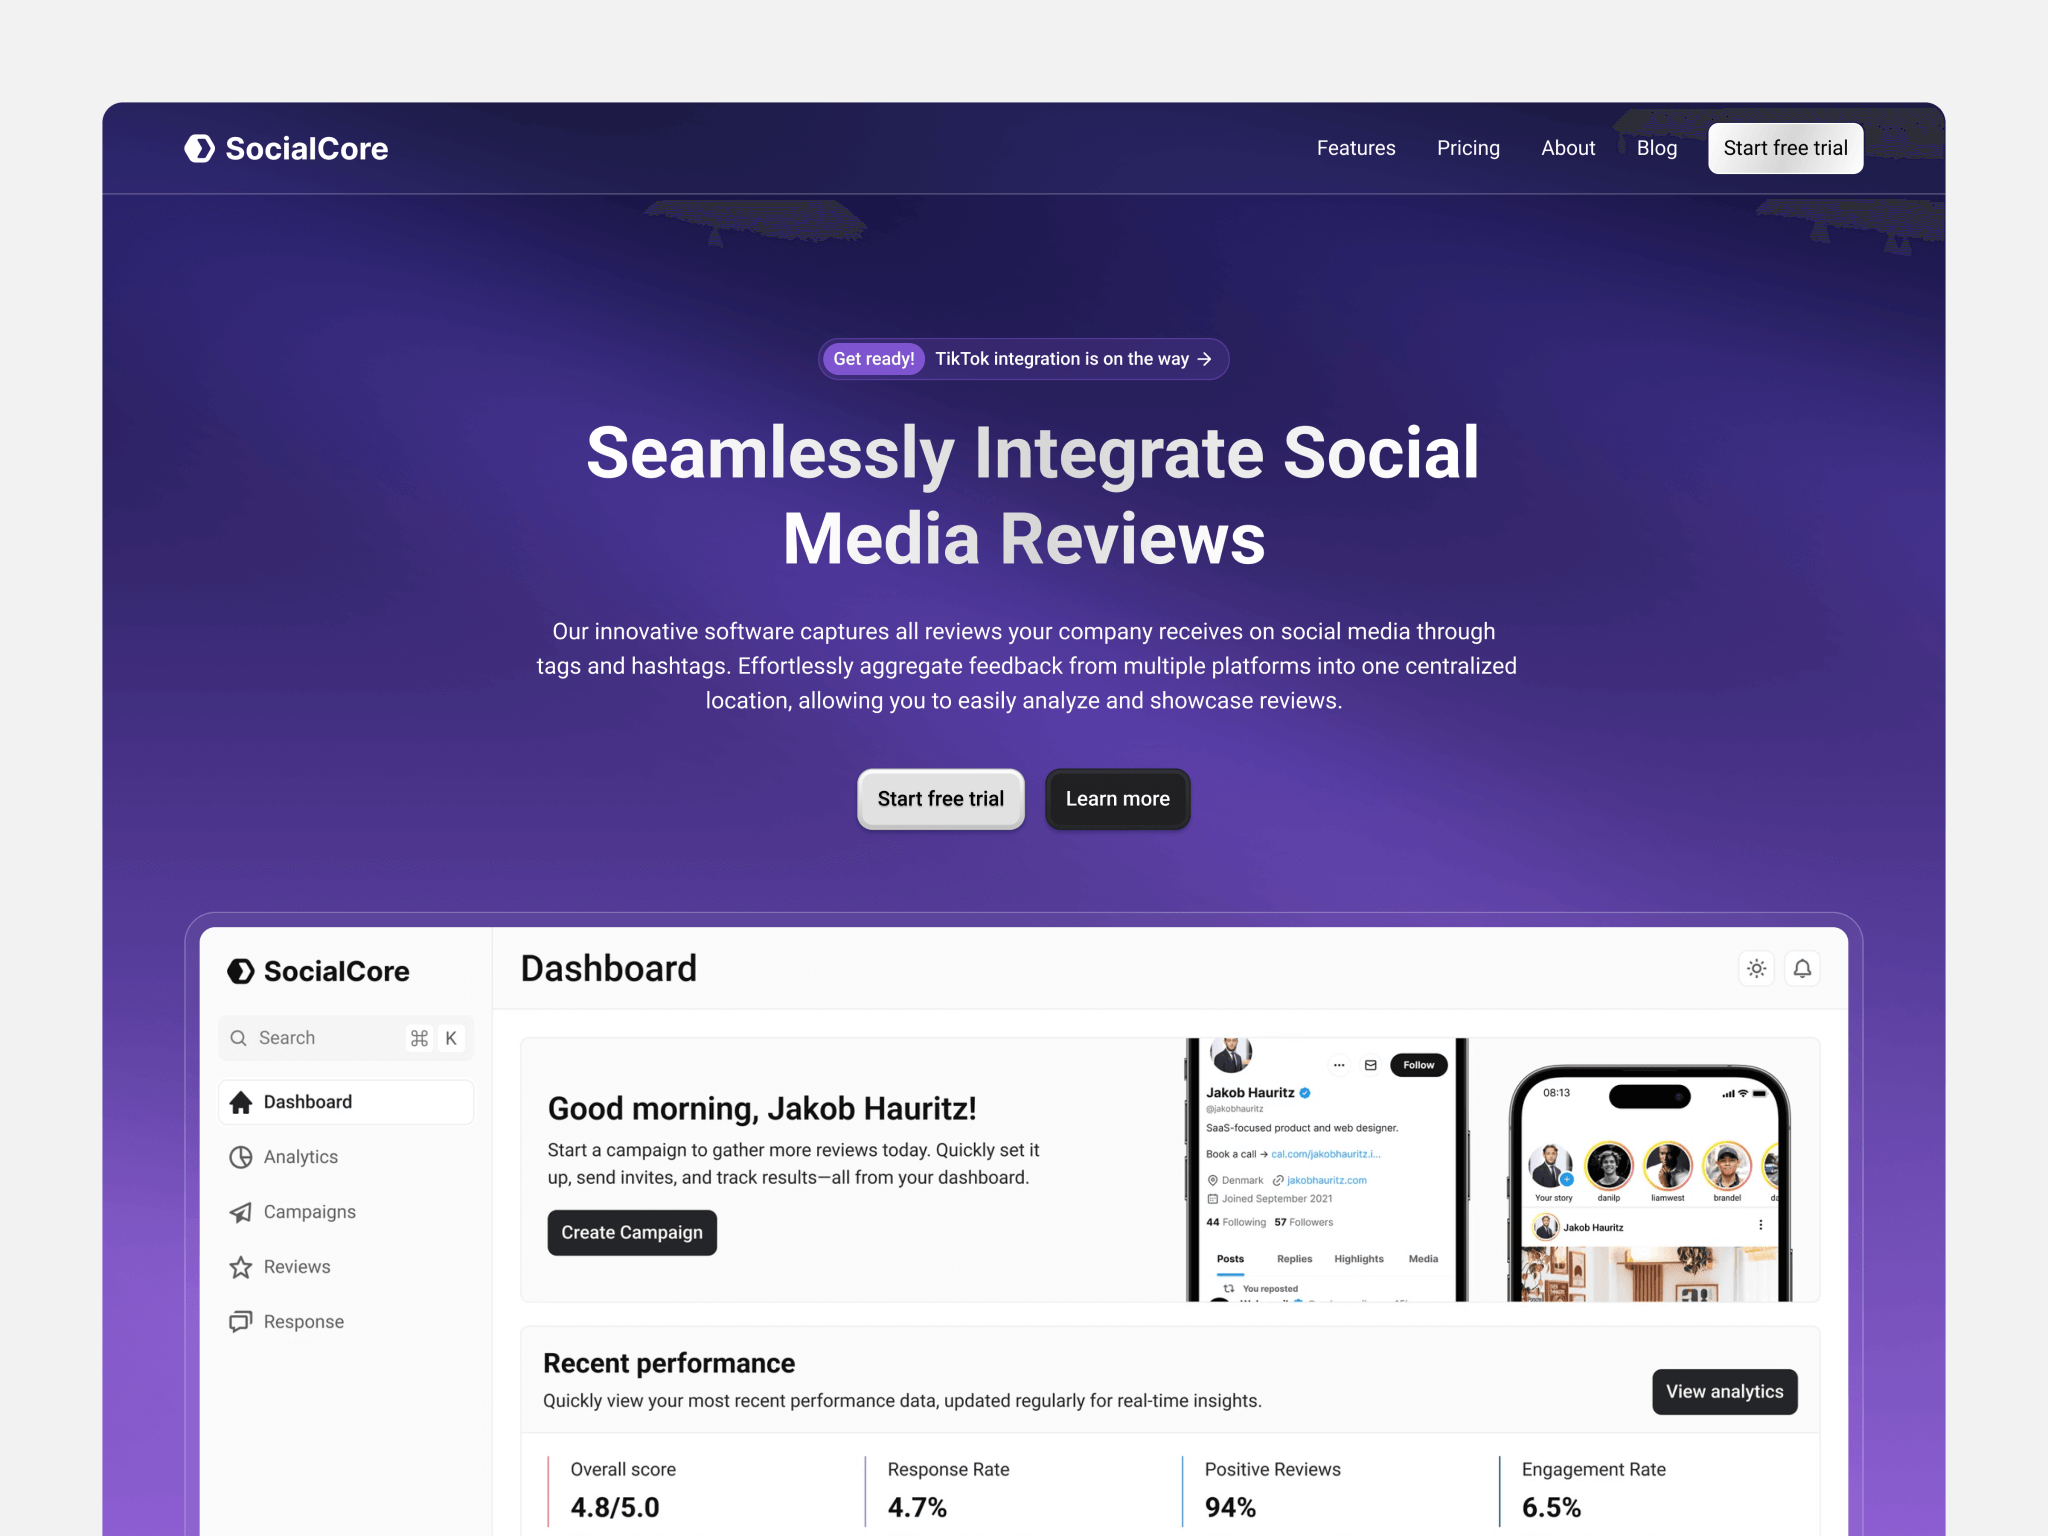 SocialCore
Features Pricing About Blog Start free trial
Get ready! TikTok integration is on the way →
Seamlessly Integrate Social
Media Reviews
Our innovative software captures all reviews your company receives on social media through
tags and hashtags. Effortlessly aggregate feedback from multiple platforms into one centralized
location, allowing you to easily analyze and showcase reviews.
Start free trial Learn more
SocialCore
Search ⌘ K
Dashboard
Analytics
Campaigns
Reviews
Response
Dashboard
Good morning, Jakob Hauritz!
Start a campaign to gather more reviews today. Quickly set it
up, send invites, and track results—all from your dashboard.
Create Campaign
Follow
Jakob Hauritz
@jakobhauritz
SaaS-focused product and web designer.
Book a call → cal.com/jakobhauritz.i...
Denmark jakobhauritz.com
Joined September 2021
44 Following 57 Followers
Posts Replies Highlights Media
You reposted
08:13
Your story danilp liamwest brandel
Jakob Hauritz
Recent performance
Quickly view your most recent performance data, updated regularly for real-time insights.
View analytics
Overall score
4.8/5.0
Response Rate
4.7%
Positive Reviews
94%
Engagement Rate
6.5%